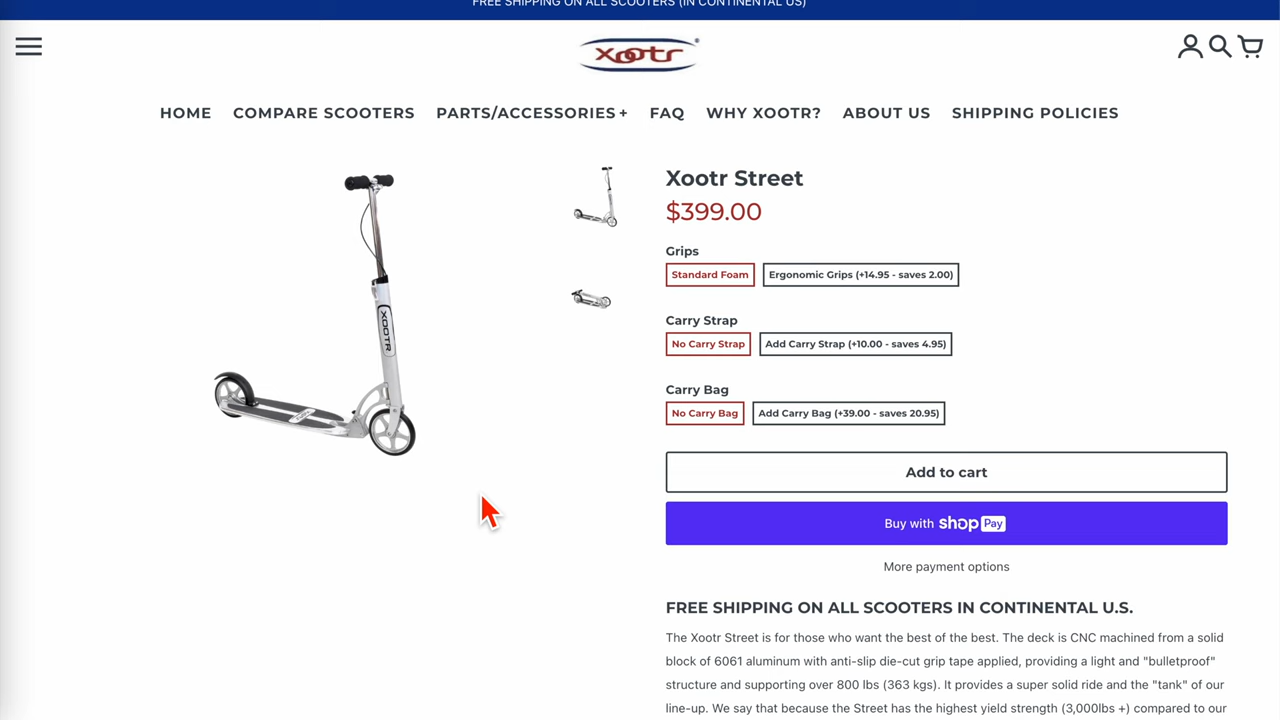 FREE SHIPPING ON ALL SCOOTERS (IN CONTINENTAL US)
xootr®
HOME COMPARE SCOOTERS PARTS/ACCESSORIES + FAQ WHY XOOTR? ABOUT US SHIPPING POLICIES
XOOTR
Xootr Street
$399.00
Grips
Standard Foam Ergonomic Grips (+14.95 - saves 2.00)
Carry Strap
No Carry Strap Add Carry Strap (+10.00 - saves 4.95)
Carry Bag
No Carry Bag Add Carry Bag (+39.00 - saves 20.95)
Add to cart
Buy with shop Pay
More payment options
FREE SHIPPING ON ALL SCOOTERS IN CONTINENTAL U.S.
The Xootr Street is for those who want the best of the best. The deck is CNC machined from a solid
block of 6061 aluminum with anti-slip die-cut grip tape applied, providing a light and "bulletproof"
structure and supporting over 800 lbs (363 kgs). It provides a super solid ride and the "tank" of our
line-up. We say that because the Street has the highest yield strength (3,000lbs +) compared to our